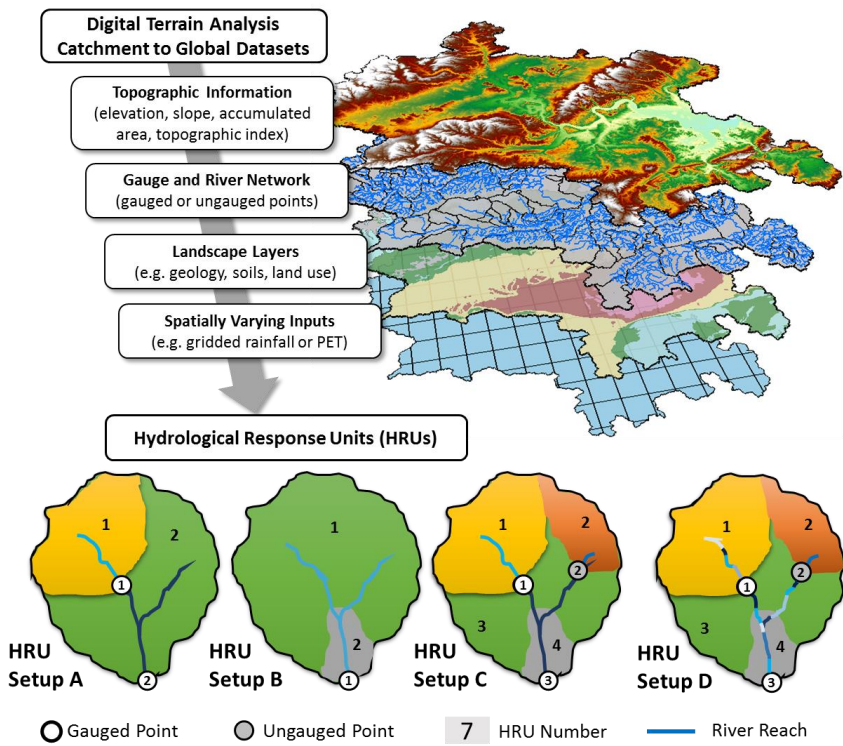 Digital Terrain Analysis
Catchment to Global Datasets
Topographic Information
(elevation, slope, accumulated
area, topographic index)
Gauge and River Network
(gauged or ungauged points)
Landscape Layers
(e.g. geology, soils, land use)
Spatially Varying Inputs
(e.g. gridded rainfall or PET)
Hydrological Response Units (HRUs)
1
2
1
2
HRU
Setup A
1
2
1
HRU
Setup B
1
2
1
2
3
4
3
HRU
Setup C
1
2
1
2
3
4
3
HRU
Setup D
Gauged Point
Ungauged Point
7
HRU Number
River Reach